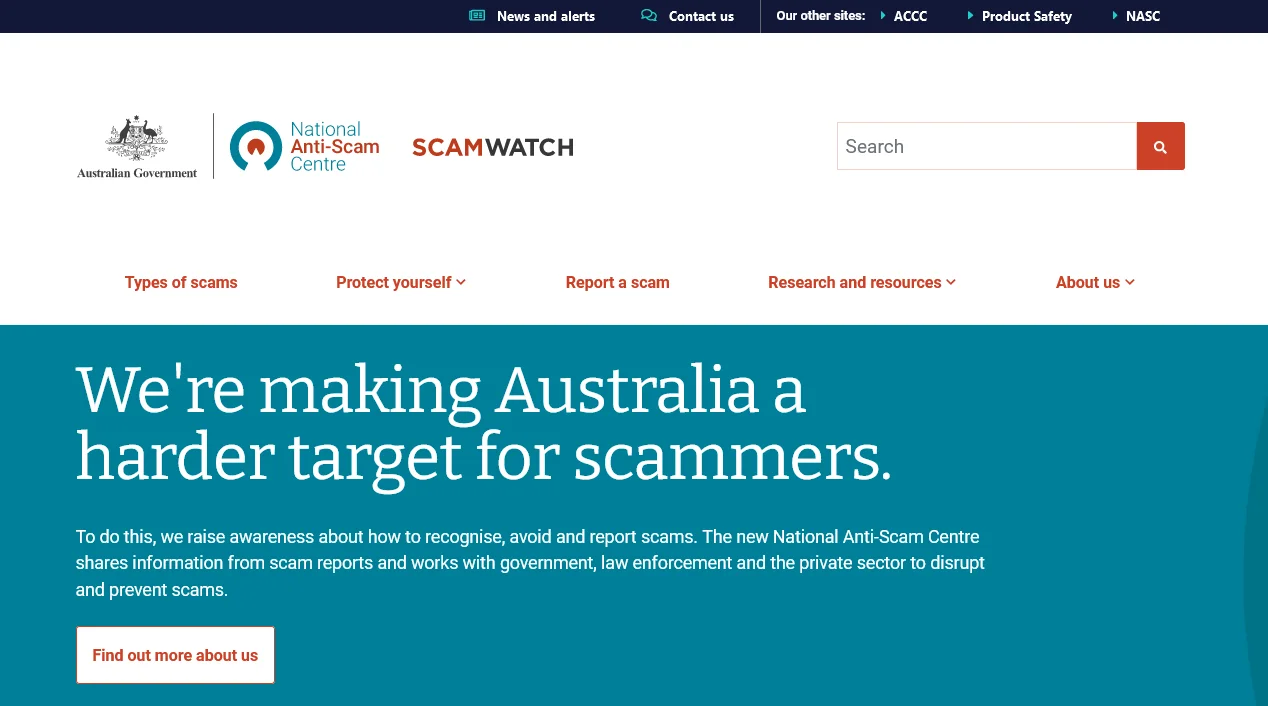 News and alerts
Contact us
Our other sites:
ACCC
Product Safety
NASC
Australian Government
National
Anti-Scam
Centre
SCAMWATCH
Search
Types of scams
Protect yourself
Report a scam
Research and resources
About us
We're making Australia a
harder target for scammers.
To do this, we raise awareness about how to recognise, avoid and report scams. The new National Anti-Scam Centre
shares information from scam reports and works with government, law enforcement and the private sector to disrupt
and prevent scams.
Find out more about us